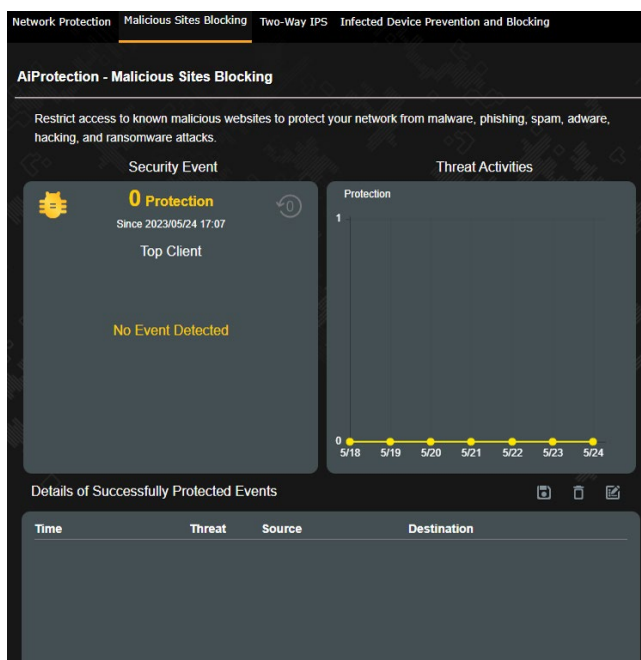 Network Protection Malicious Sites Blocking Two-Way IPS Infected Device Prevention and Blocking
AiProtection - Malicious Sites Blocking
Restrict access to known malicious websites to protect your network from malware, phishing, spam, adware,
hacking, and ransomware attacks.
Security Event
0 Protection
Since 2023/05/24 17:07
Top Client
No Event Detected
Threat Activities
Protection
1
0
5/18 5/19 5/20 5/21 5/22 5/23 5/24
Details of Successfully Protected Events
Time Threat Source Destination